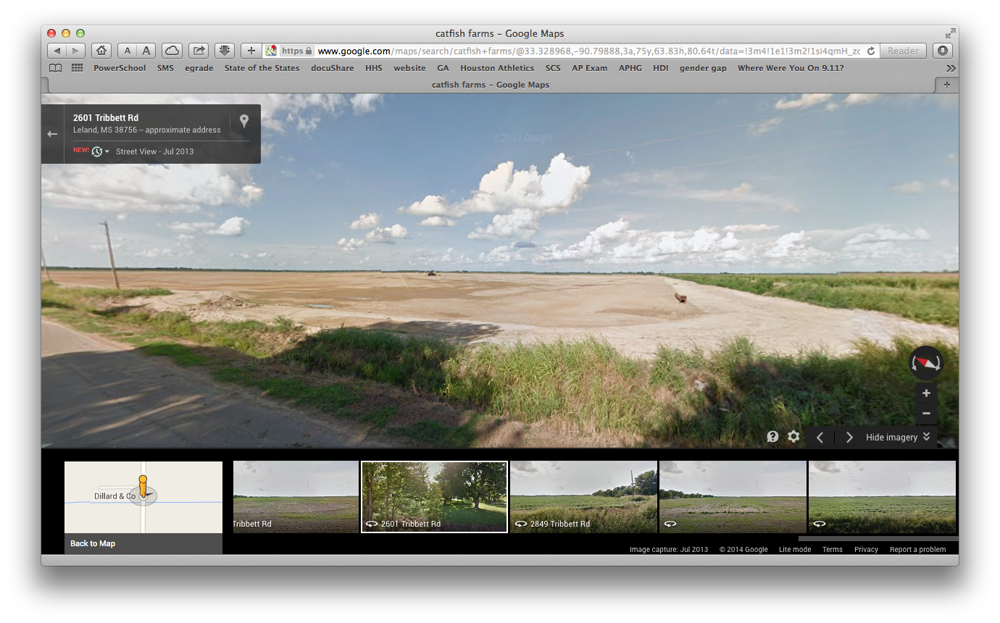 catfish farms – Google Maps
A A https www.google.com/maps/search/catfish+farms/@33.328968,-90.79888,3a,75y,63.83h,80.64t/data=!3m4!1e1!3m2!1si4qmH_zc Reader
PowerSchool SMS egrade State of the States docuShare HHS website GA Houston Athletics SCS AP Exam APHG HDI gender gap Where Were You On 9.11?
catfish farms – Google Maps
2601 Tribbett Rd
Leland, MS 38756 – approximate address
NEW! Street View - Jul 2013
© 2013 Google
Hide imagery
Dillard & Co
Tribbett Rd
2601 Tribbett Rd
2849 Tribbett Rd
Back to Map
Image capture: Jul 2013 © 2014 Google Lite mode Terms Privacy Report a problem